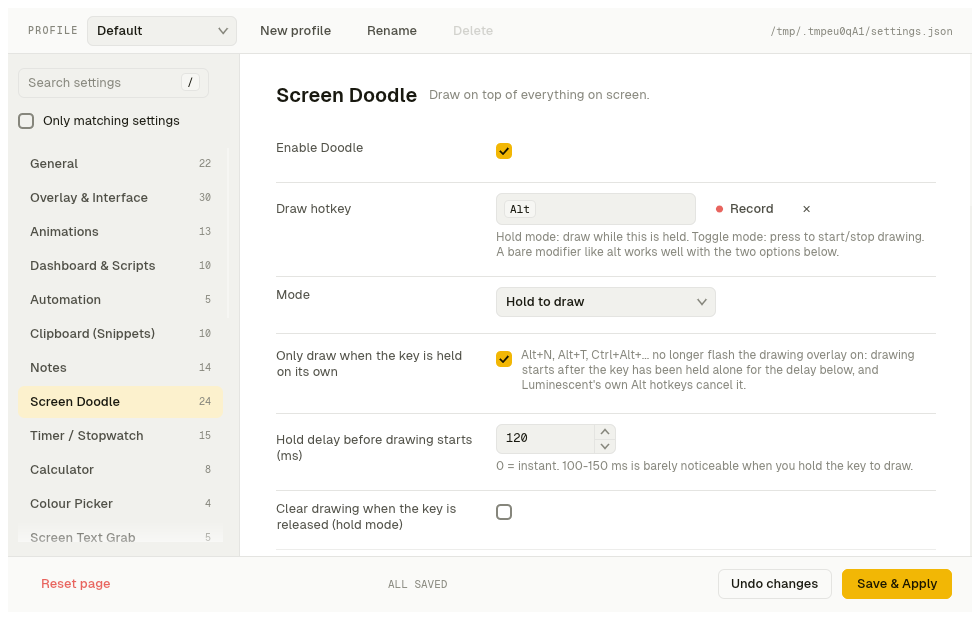 PROFILE Default New profile Rename Delete /tmp/.tmpeu0qA1/settings.json
Search settings /
Only matching settings
General 22
Overlay & Interface 30
Animations 13
Dashboard & Scripts 10
Automation 5
Clipboard (Snippets) 10
Notes 14
Screen Doodle 24
Timer / Stopwatch 15
Calculator 8
Colour Picker 4
Screen Text Grab 5
Screen Doodle Draw on top of everything on screen.
Enable Doodle
Draw hotkey Alt Record ×
Hold mode: draw while this is held. Toggle mode: press to start/stop drawing.
A bare modifier like alt works well with the two options below.
Mode Hold to draw
Only draw when the key is held
on its own
Alt+N, Alt+T, Ctrl+Alt+... no longer flash the drawing overlay on: drawing
starts after the key has been held alone for the delay below, and
Luminescent's own Alt hotkeys cancel it.
Hold delay before drawing starts
(ms)
120
0 = instant. 100-150 ms is barely noticeable when you hold the key to draw.
Clear drawing when the key is
released (hold mode)
Reset page ALL SAVED Undo changes Save & Apply